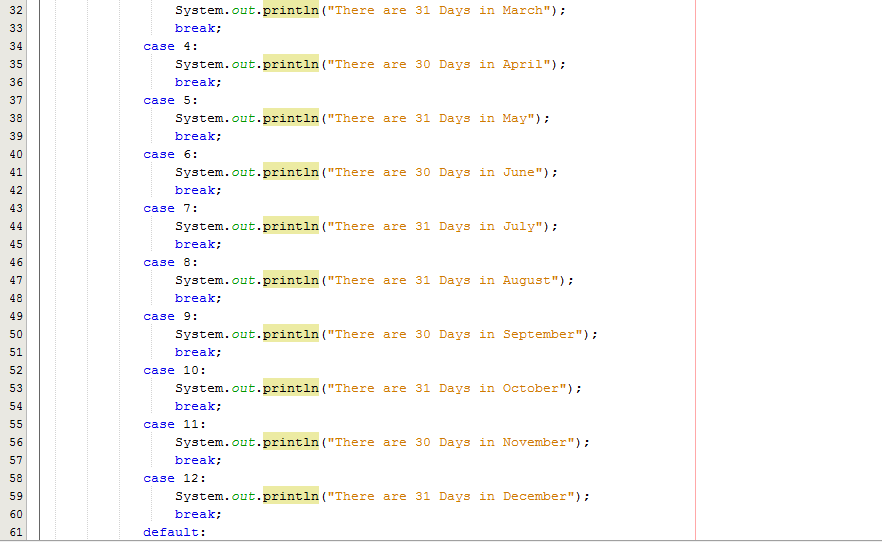 32 System.out.println("There are 31 Days in March");
33 break;
34 case 4:
35 System.out.println("There are 30 Days in April");
36 break;
37 case 5:
38 System.out.println("There are 31 Days in May");
39 break;
40 case 6:
41 System.out.println("There are 30 Days in June");
42 break;
43 case 7:
44 System.out.println("There are 31 Days in July");
45 break;
46 case 8:
47 System.out.println("There are 31 Days in August");
48 break;
49 case 9:
50 System.out.println("There are 30 Days in September");
51 break;
52 case 10:
53 System.out.println("There are 31 Days in October");
54 break;
55 case 11:
56 System.out.println("There are 30 Days in November");
57 break;
58 case 12:
59 System.out.println("There are 31 Days in December");
60 break;
61 default: